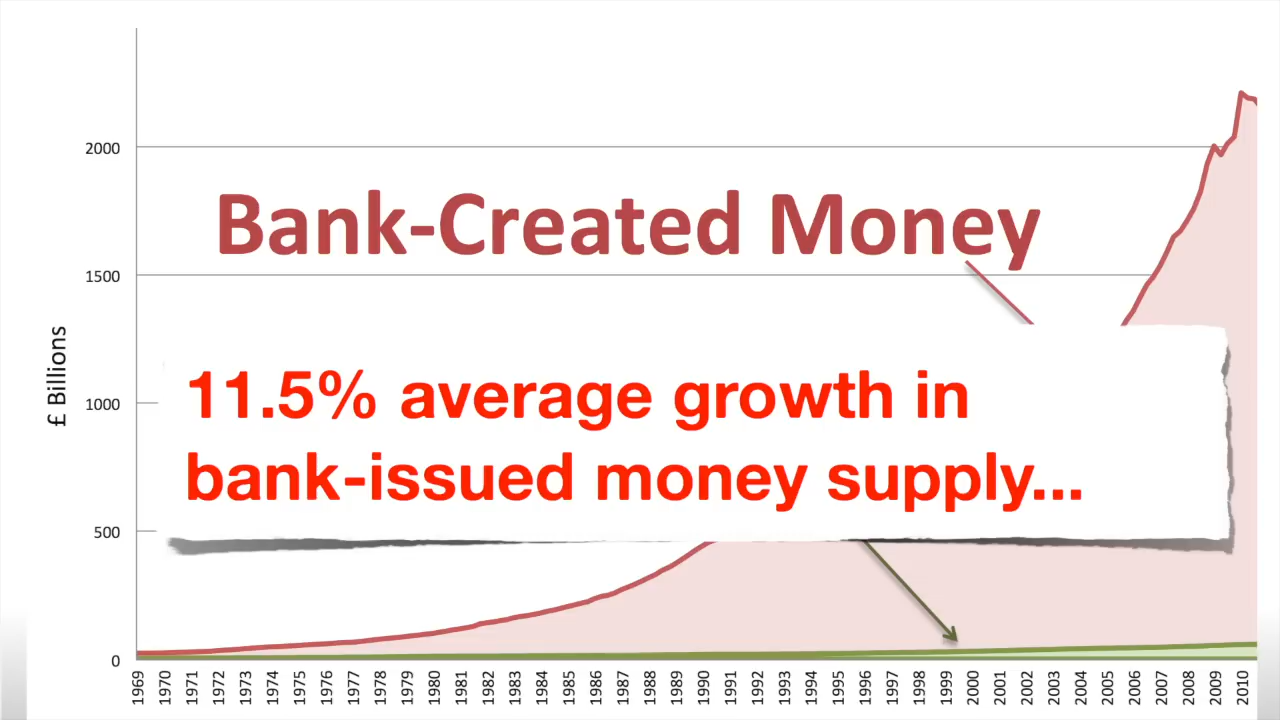 Bank-Created Money
11.5% average growth in
bank-issued money supply...
£ Billions
2000
1500
1000
500
0
1969 1970 1971 1972 1973 1974 1975 1976 1977 1978 1979 1980 1981 1982 1983 1984 1985 1986 1987 1988 1989 1990 1991 1992 1993 1994 1995 1996 1997 1998 1999 2000 2001 2002 2003 2004 2005 2006 2007 2008 2009 2010